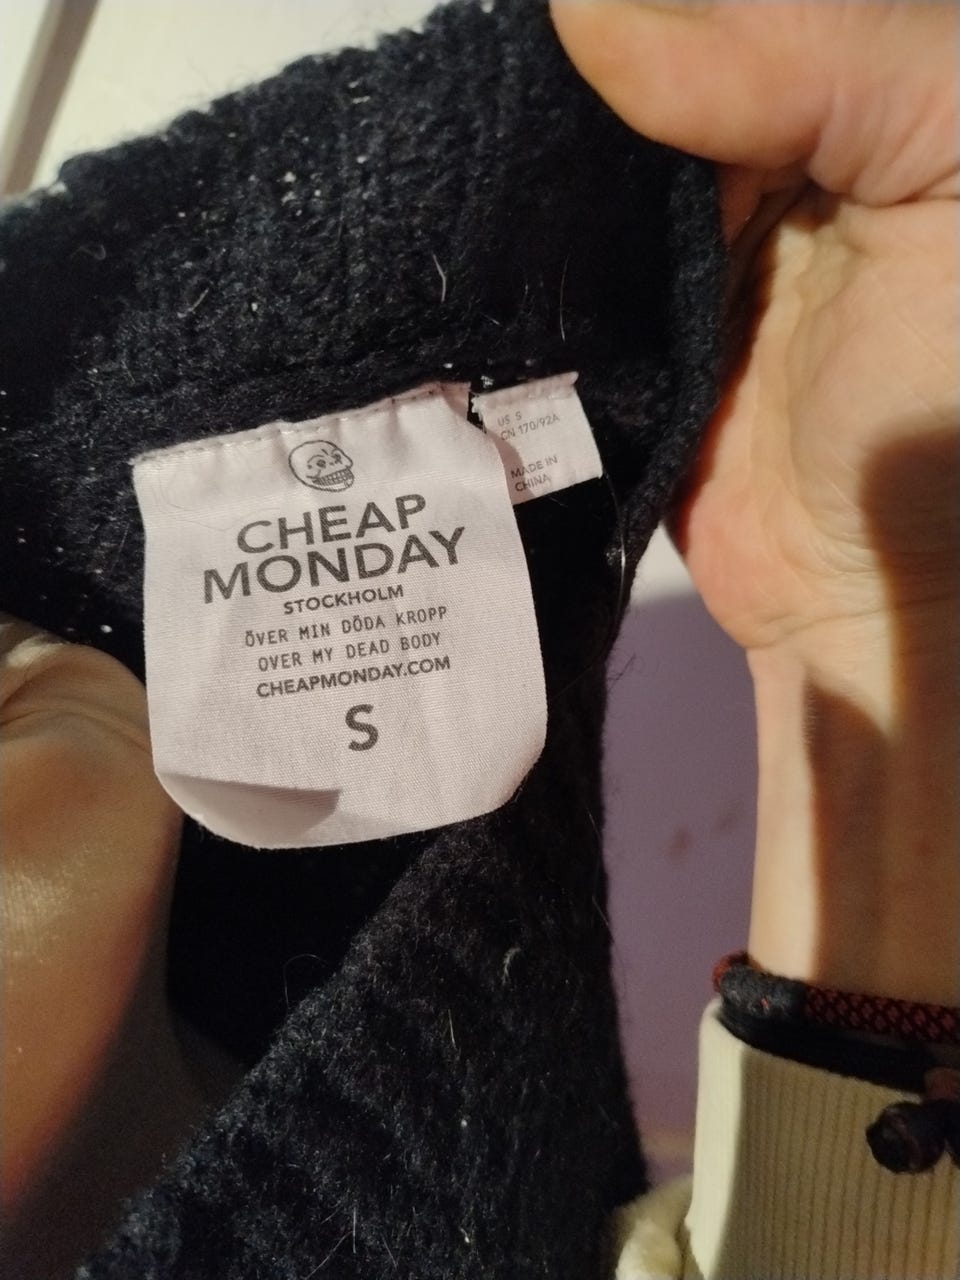 CHEAP
MONDAY
STOCKHOLM
ÖVER MIN DÖDA KROPP
OVER MY DEAD BODY
CHEAPMONDAY.COM
S
US S
CN 170/92A
MADE IN
CHINA